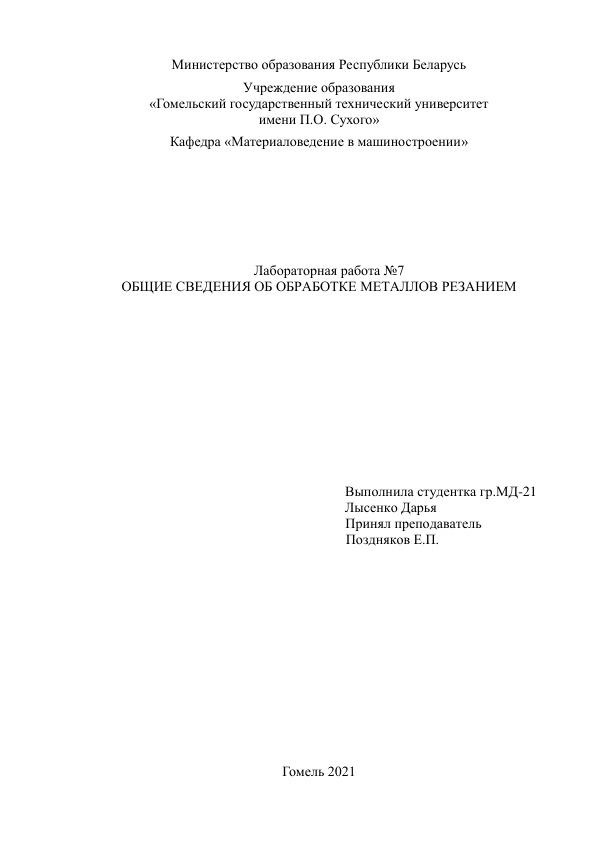 Министерство образования Республики Беларусь
Учреждение образования
«Гомельский государственный технический университет
имени П.О. Сухого»
Кафедра «Материаловедение в машиностроении»
Лабораторная работа №7
ОБЩИЕ СВЕДЕНИЯ ОБ ОБРАБОТКЕ МЕТАЛЛОВ РЕЗАНИЕМ
Выполнила студентка гр.МД-21
Лысенко Дарья
Принял преподаватель
Поздняков Е.П.
Гомель 2021